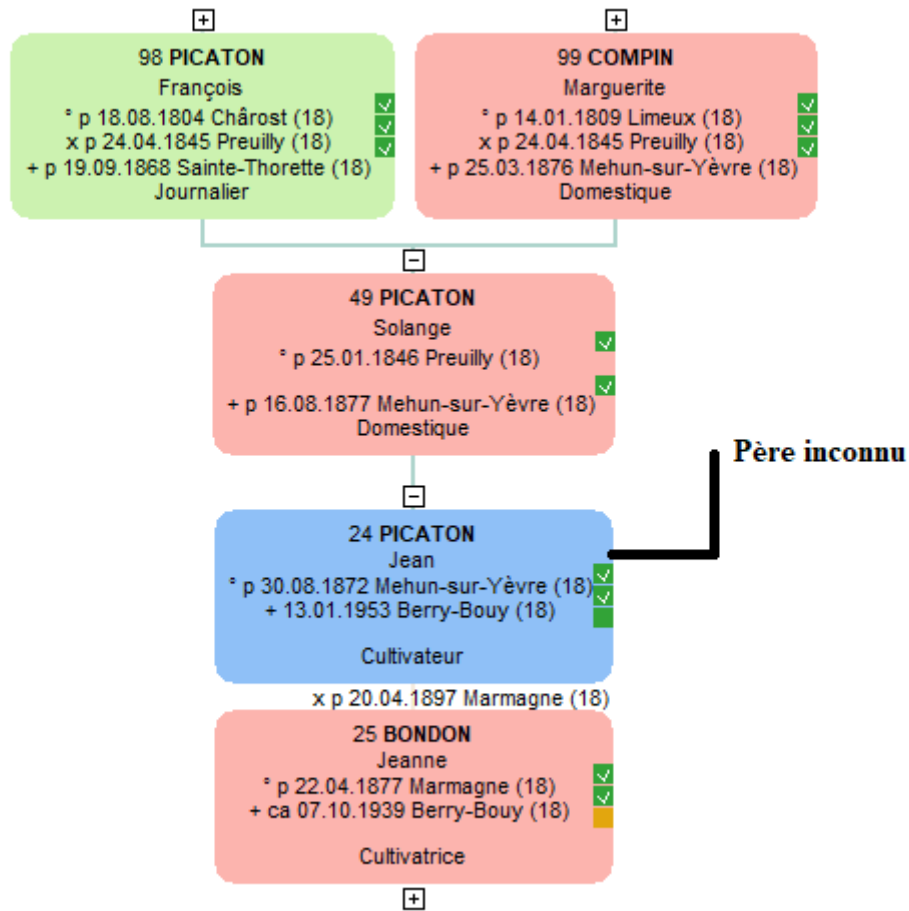 98 PICATON
François
° p 18.08.1804 Chârost (18)
x p 24.04.1845 Preuilly (18)
+ p 19.09.1868 Sainte-Thorette (18)
Journalier
99 COMPIN
Marguerite
° p 14.01.1809 Limeux (18)
x p 24.04.1845 Preuilly (18)
+ p 25.03.1876 Mehun-sur-Yèvre (18)
Domestique
49 PICATON
Solange
° p 25.01.1846 Preuilly (18)
+ p 16.08.1877 Mehun-sur-Yèvre (18)
Domestique
Père inconnu
24 PICATON
Jean
° p 30.08.1872 Mehun-sur-Yèvre (18)
+ 13.01.1953 Berry-Bouy (18)
Cultivateur
x p 20.04.1897 Marmagne (18)
25 BONDON
Jeanne
° p 22.04.1877 Marmagne (18)
+ ca 07.10.1939 Berry-Bouy (18)
Cultivatrice